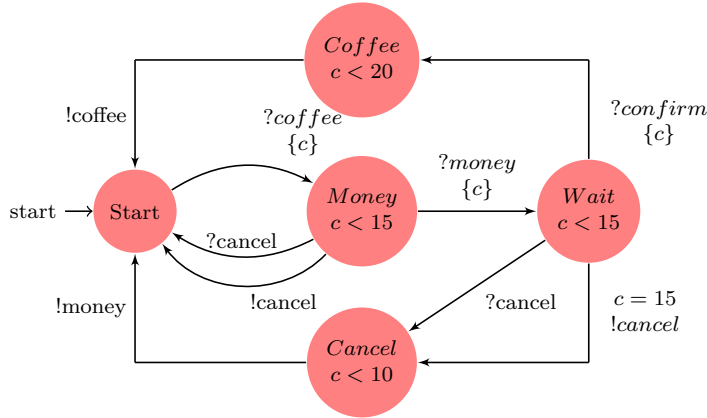 Coffee
c < 20
!coffee
?coffee
{c}
?confirm
{c}
?money
{c}
start
Start
Money
c < 15
Wait
c < 15
?cancel
!cancel
!money
?cancel
c = 15
!cancel
Cancel
c < 10